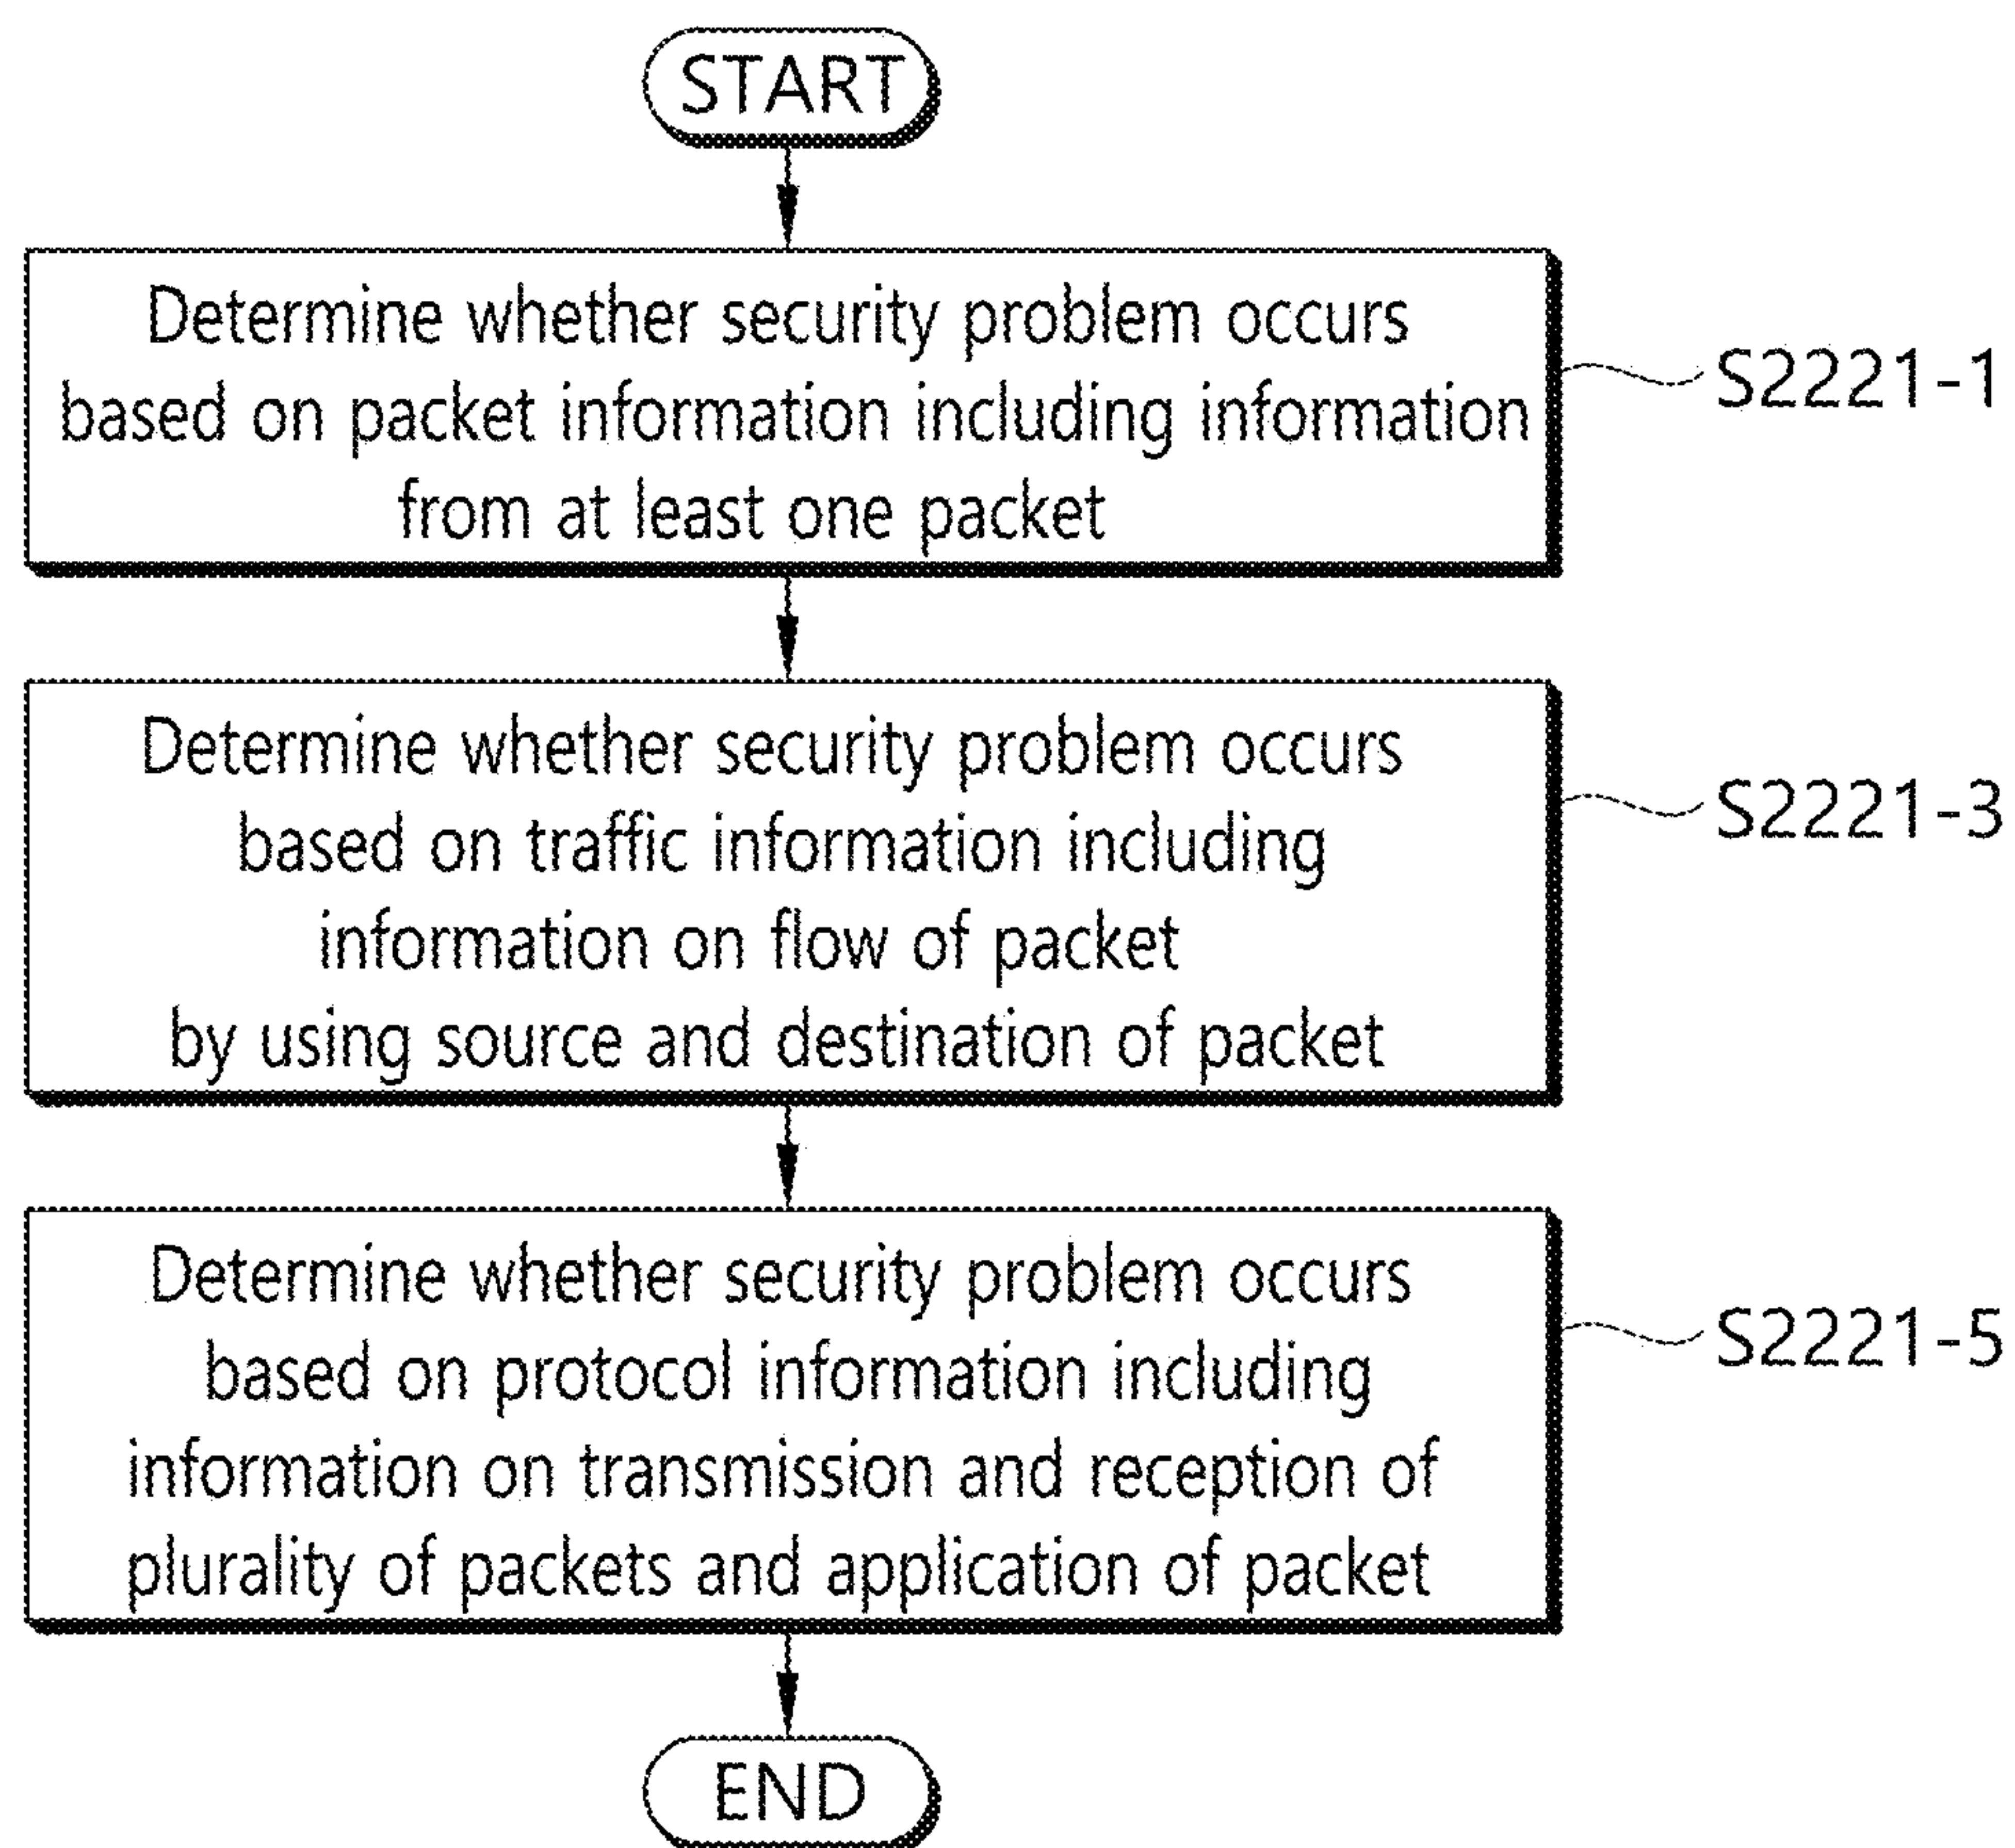 START
Determine whether security problem occurs
based on packet information including information
from at least one packet
S2221-1
Determine whether security problem occurs
based on traffic information including
information on flow of packet
by using source and destination of packet
S2221-3
Determine whether security problem occurs
based on protocol information including
information on transmission and reception of
plurality of packets and application of packet
S2221-5
END